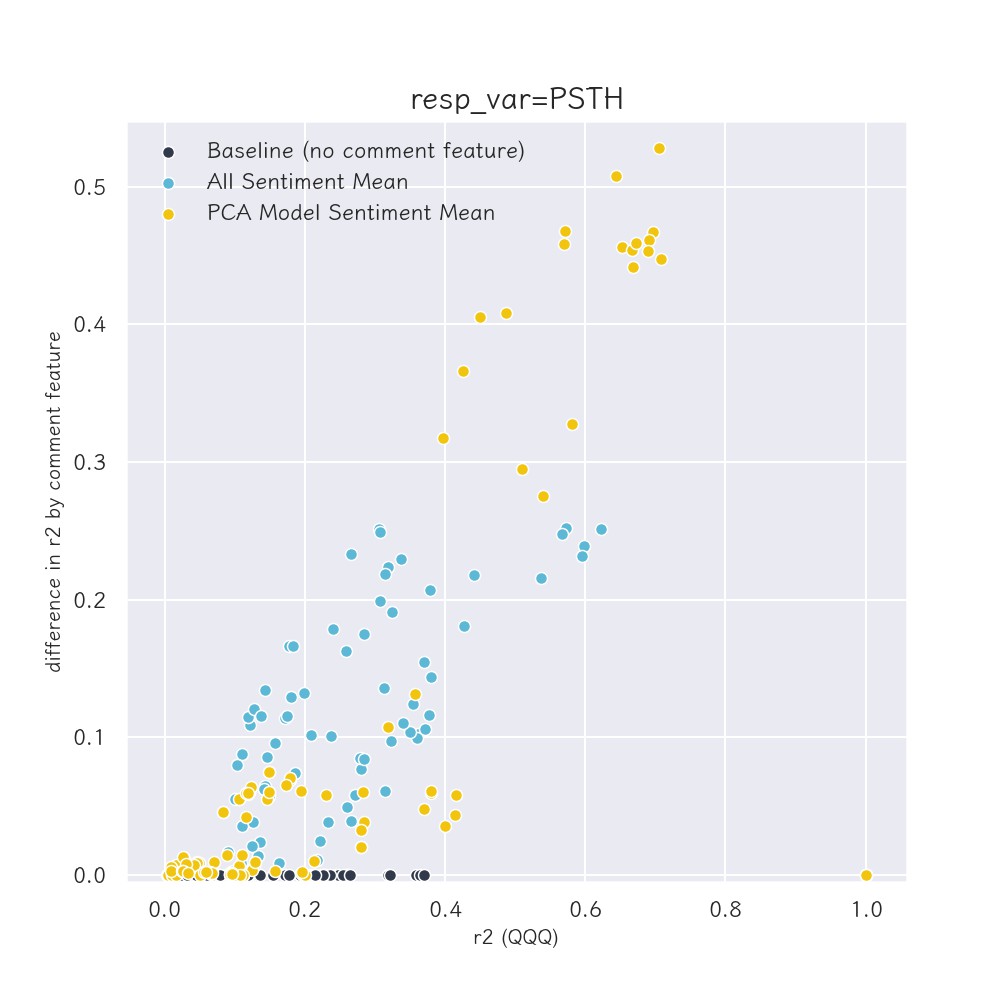 resp_var=PSTH
Baseline (no comment feature)
All Sentiment Mean
PCA Model Sentiment Mean
difference in r2 by comment feature
0.5
0.4
0.3
0.2
0.1
0.0
0.0 0.2 0.4 0.6 0.8 1.0
r2 (QQQ)